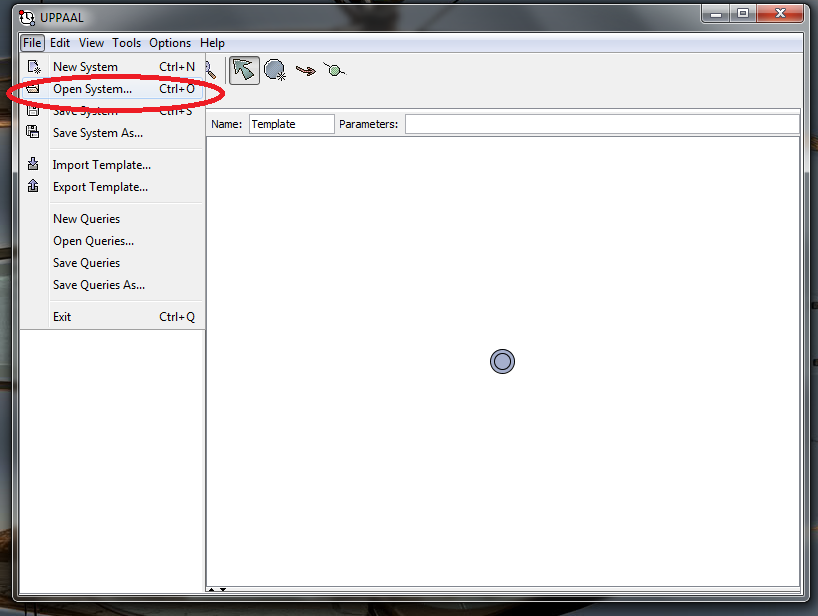 UPPAAL
File Edit View Tools Options Help
New System Ctrl+N
Open System... Ctrl+O
Save System Ctrl+S
Save System As...
Import Template...
Export Template...
New Queries
Open Queries...
Save Queries
Save Queries As...
Exit Ctrl+Q
Name: Template Parameters: